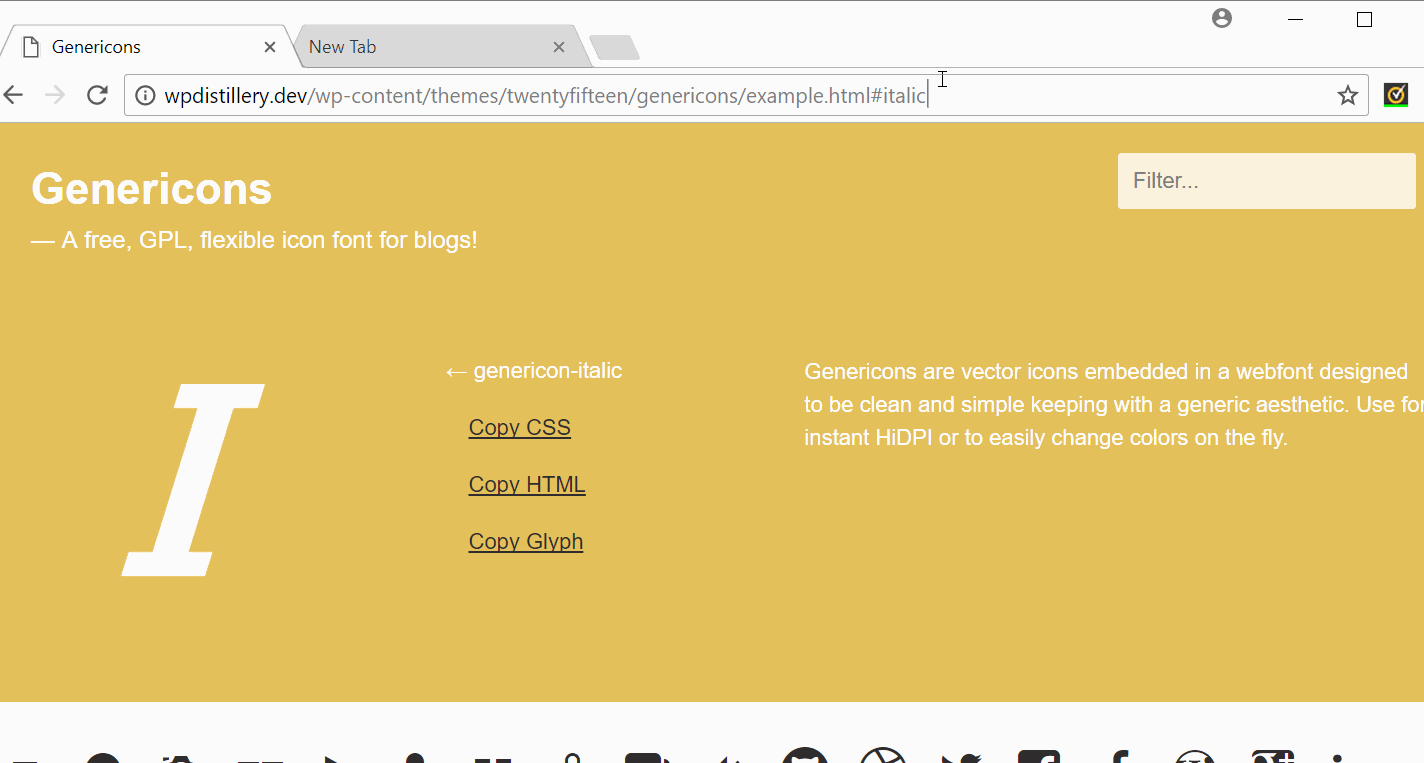 Genericons
New Tab
wpdistillery.dev/wp-content/themes/twentyfifteen/genericons/example.html#italic
Genericons
Filter...
— A free, GPL, flexible icon font for blogs!
← genericon-italic
Copy CSS
Copy HTML
Copy Glyph
Genericons are vector icons embedded in a webfont designed
to be clean and simple keeping with a generic aesthetic. Use for
instant HiDPI or to easily change colors on the fly.